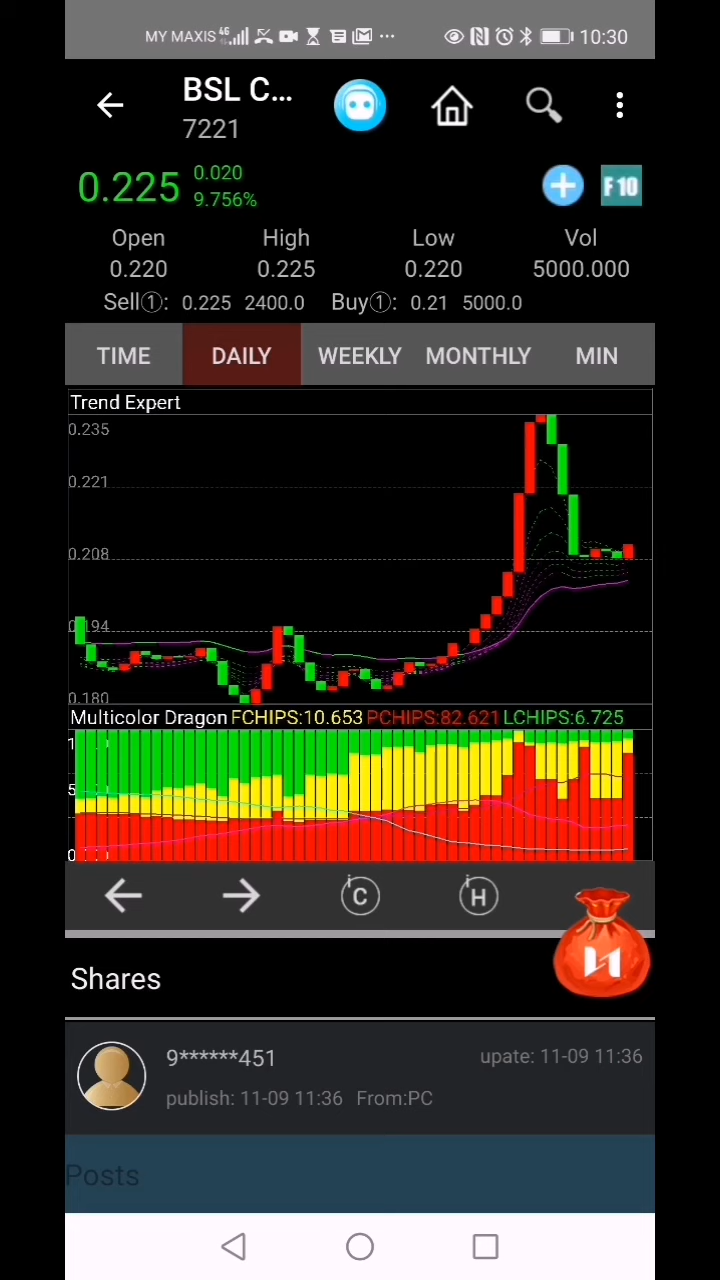 MY MAXIS 4G 10:30
BSL C...
7221
0.225 0.020
9.756%
F10
Open High Low Vol
0.220 0.225 0.220 5000.000
Sell①: 0.225 2400.0 Buy①: 0.21 5000.0
TIME DAILY WEEKLY MONTHLY MIN
Trend Expert
0.235
0.221
0.208
0.194
0.180
Multicolor Dragon FCHIPS:10.653 PCHIPS:82.621 LCHIPS:6.725
iC iH
Shares
9******451 upate: 11-09 11:36
publish: 11-09 11:36 From:PC
Posts